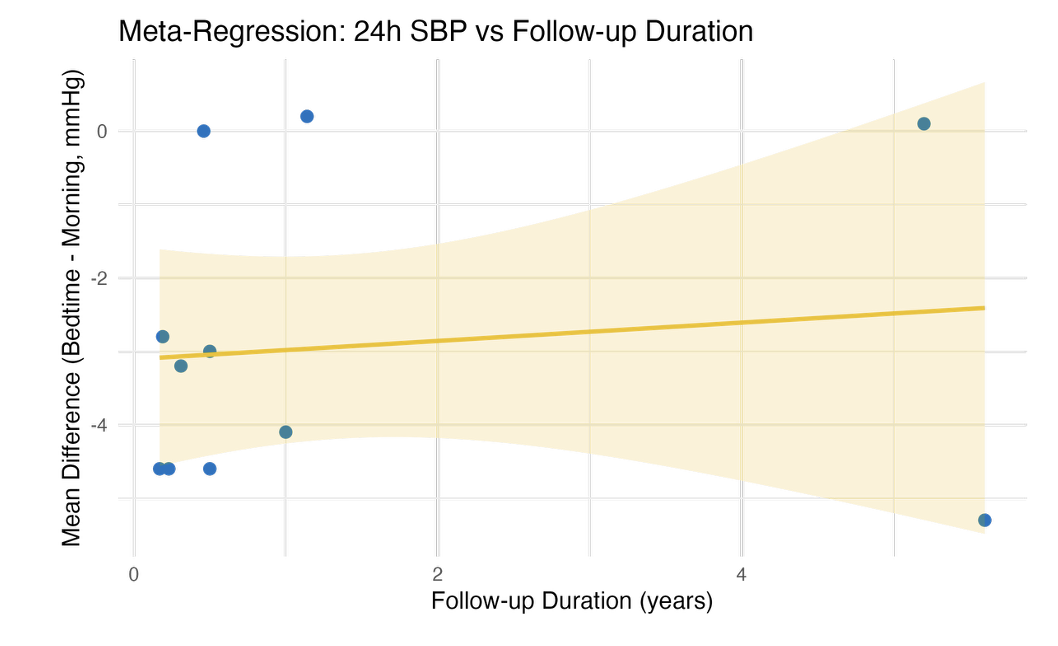 Meta-Regression: 24h SBP vs Follow-up Duration
Mean Difference (Bedtime - Morning, mmHg)
0
-2
-4
0
2
4
Follow-up Duration (years)